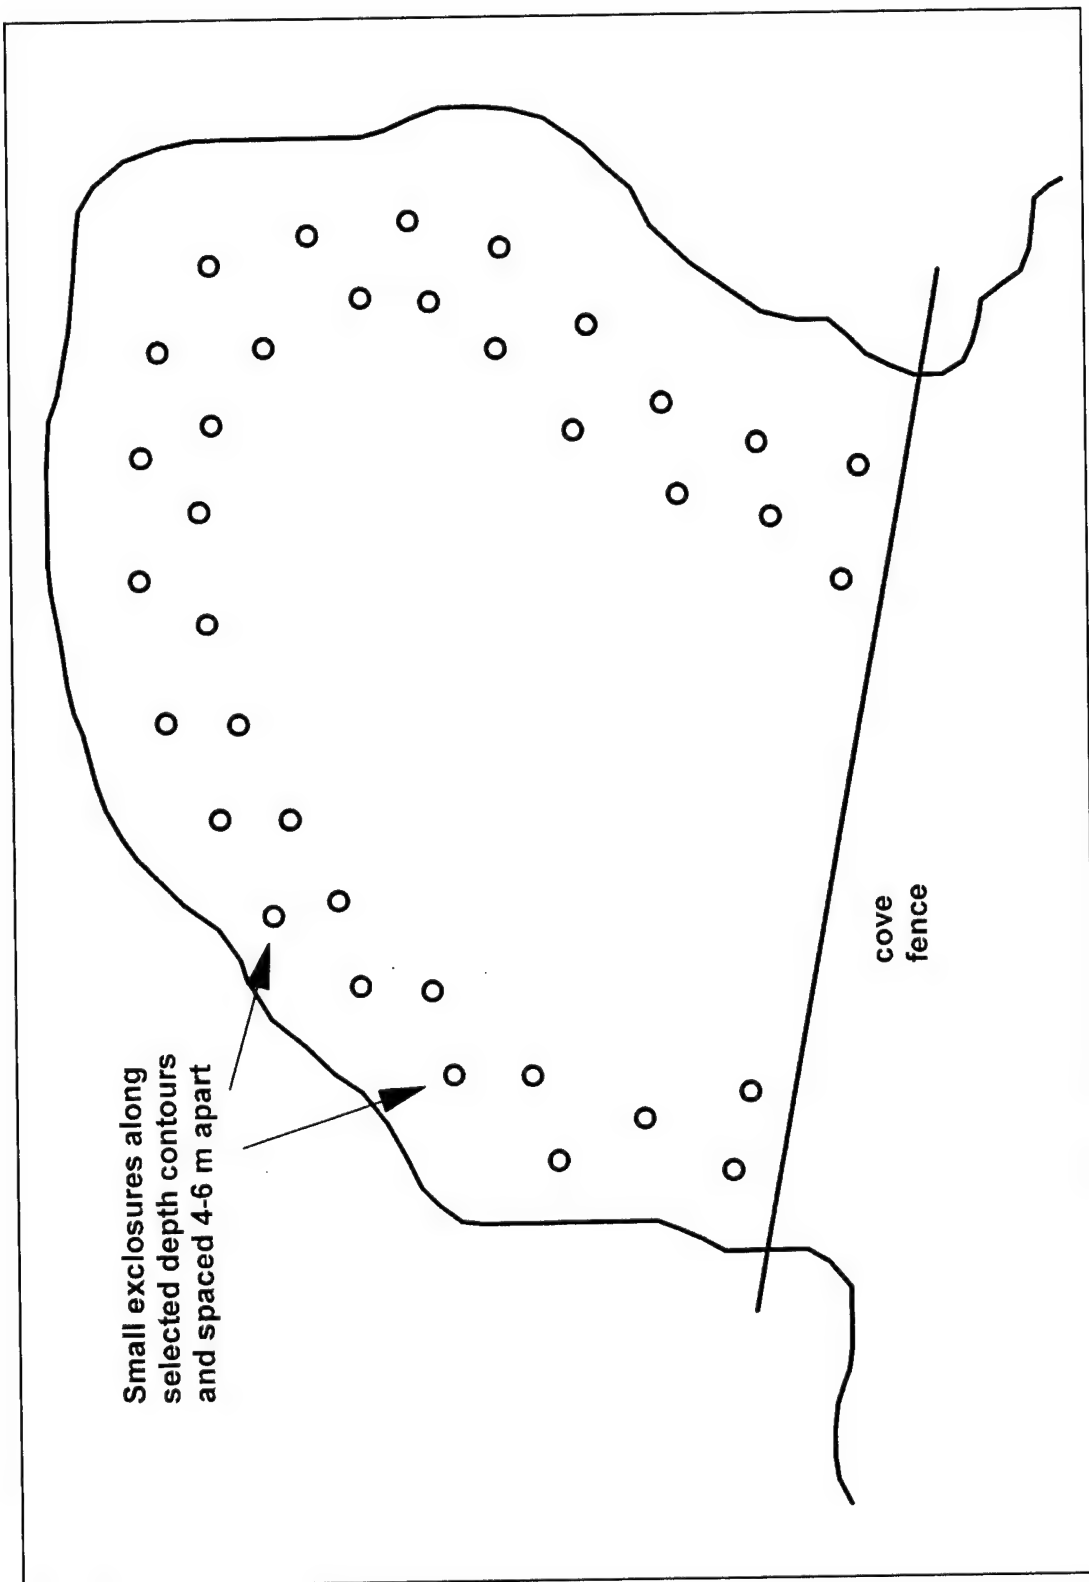 Small exclosures along
selected depth contours
and spaced 4-6 m apart
cove
fence